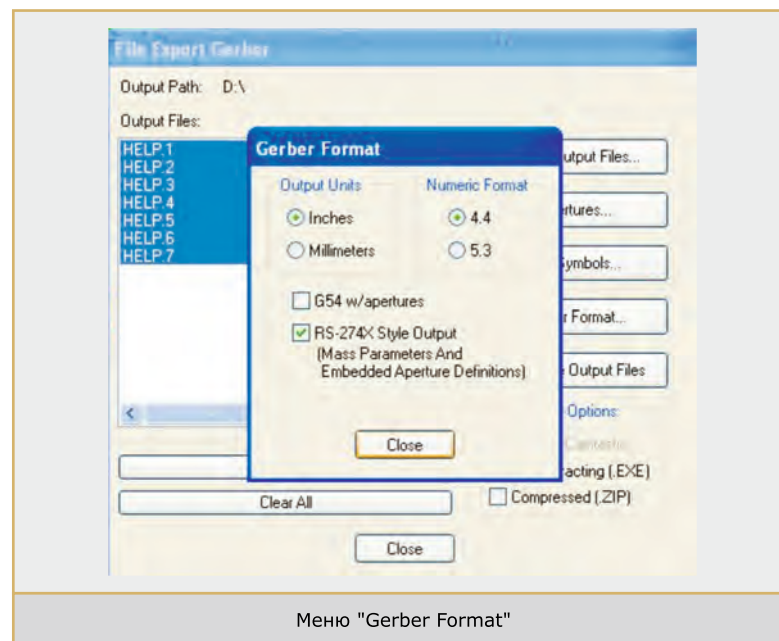 File Export Gerber
Output Path: D:\
Output Files:
HELP.1
HELP.2
HELP.3
HELP.4
HELP.5
HELP.6
HELP.7
Gerber Format
Output Units Numeric Format
Inches 4.4
Millimeters 5.3
G54 w/apertures
RS-274X Style Output
(Mass Parameters And
Embedded Aperture Definitions)
Close
utput Files...
rtures...
ymbols...
r Format...
Output Files
Options:
acting (.EXE)
Clear All Compressed (.ZIP)
Close
Меню "Gerber Format"